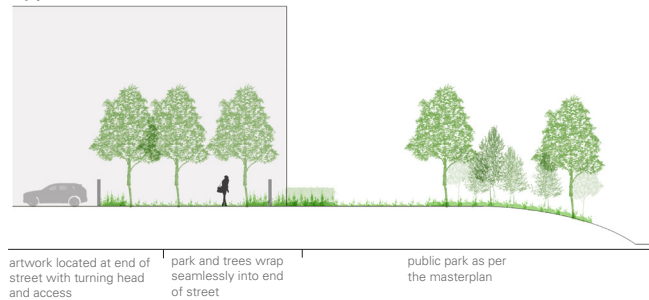 artwork located at end of
street with turning head
and access
park and trees wrap
seamlessly into end
of street
public park as per
the masterplan